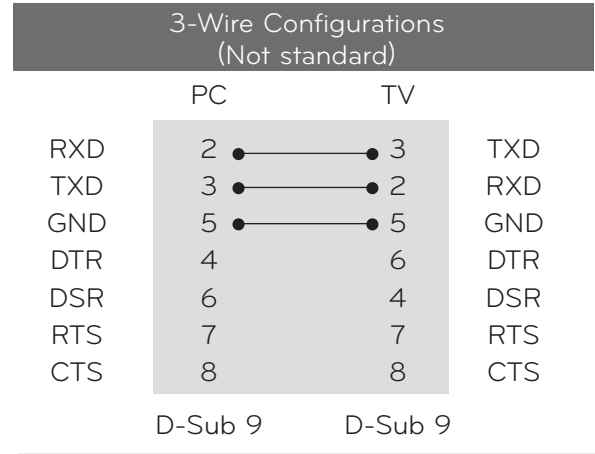 3-Wire Configurations
(Not standard)
PC TV
RXD 2 3 TXD
TXD 3 2 RXD
GND 5 5 GND
DTR 4 6 DTR
DSR 6 4 DSR
RTS 7 7 RTS
CTS 8 8 CTS
D-Sub 9 D-Sub 9